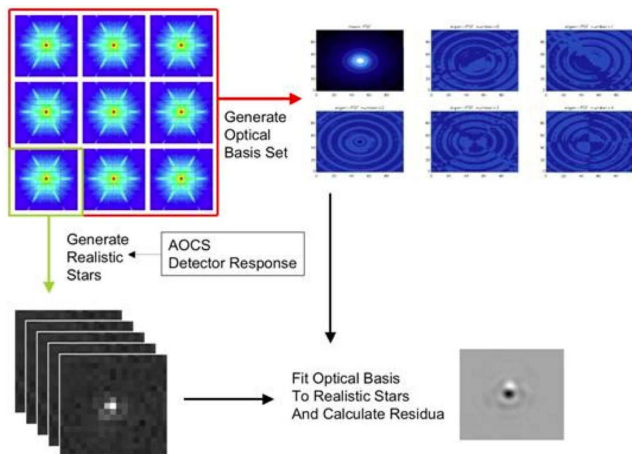 Generate
Optical
Basis Set
Generate
Realistic
Stars
AOCS
Detector Response
Fit Optical Basis
To Realistic Stars
And Calculate Residua